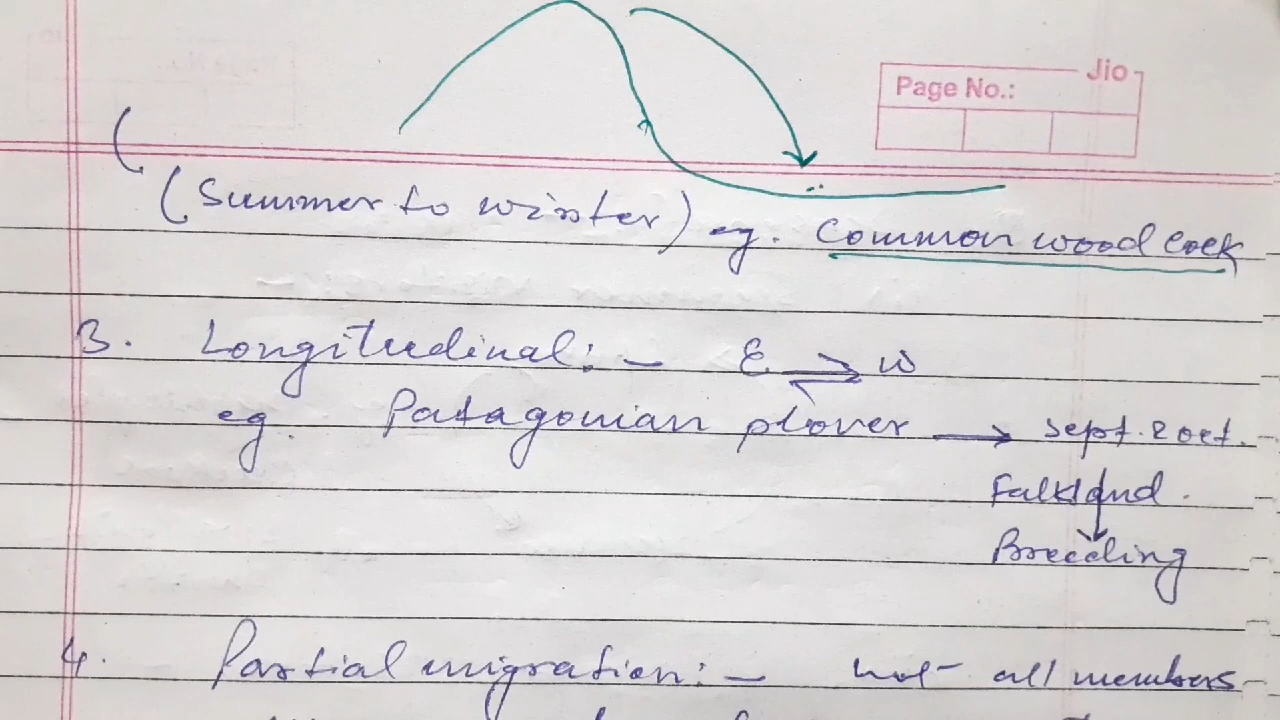 Jio
Page No.:
(Summer to winter) eg. Common wood cock
3. Longitudinal:- E ⇌ W
eg. Patagonian plover → Sept. & Oct.
Falkland.
↓
Breeding
4. Partial migration:- not all members